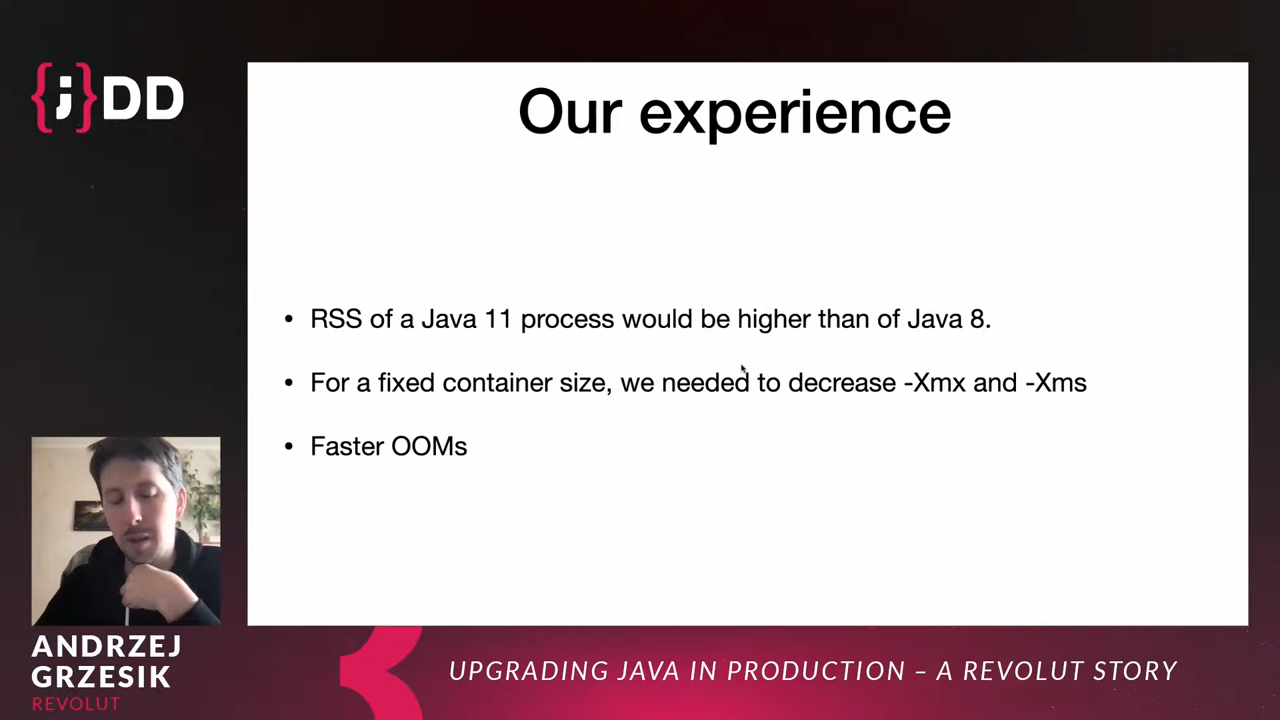 {;}DD
Our experience
• RSS of a Java 11 process would be higher than of Java 8.
• For a fixed container size, we needed to decrease -Xmx and -Xms
• Faster OOMs
ANDRZEJ
GRZESIK
REVOLUT
UPGRADING JAVA IN PRODUCTION – A REVOLUT STORY